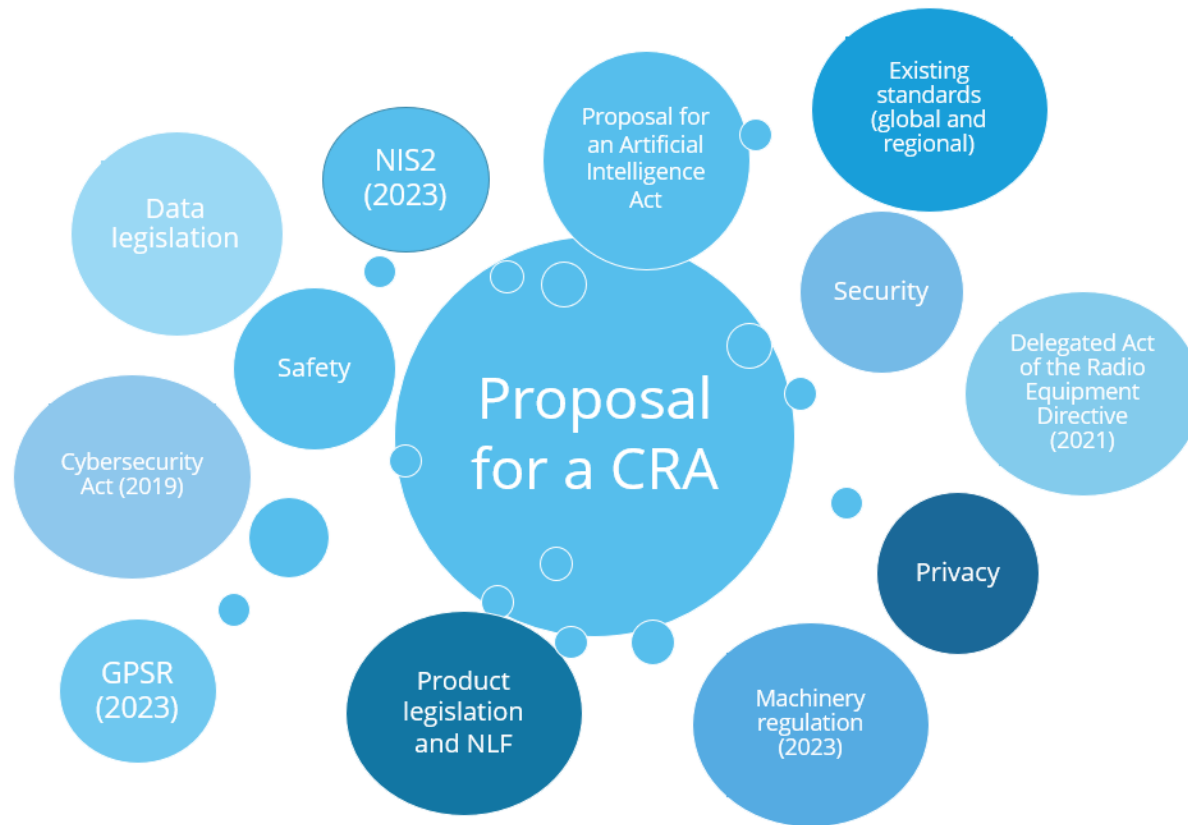 Existing
standards
(global and
regional)
Proposal for
an Artificial
Intelligence
Act
NIS2
(2023)
Data
legislation
Security
Safety
Delegated Act
of the Radio
Equipment
Directive
(2021)
Proposal
for a CRA
Cybersecurity
Act (2019)
Privacy
GPSR
(2023)
Product
legislation
and NLF
Machinery
regulation
(2023)